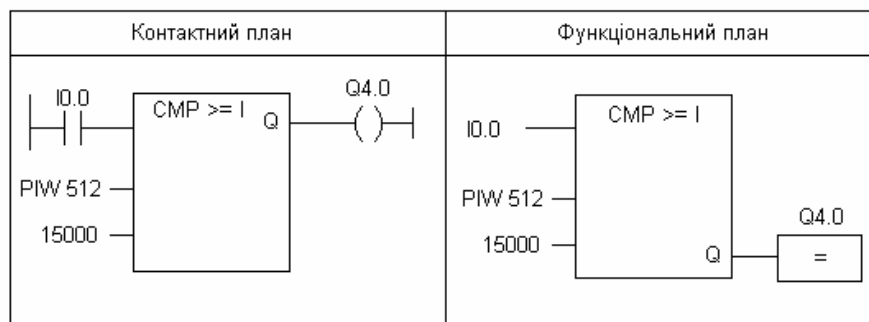 Контактний план
Функціональний план
I0.0
CMP >= I
Q
Q4.0
PIW 512
15000
I0.0
CMP >= I
PIW 512
15000
Q
Q4.0
=